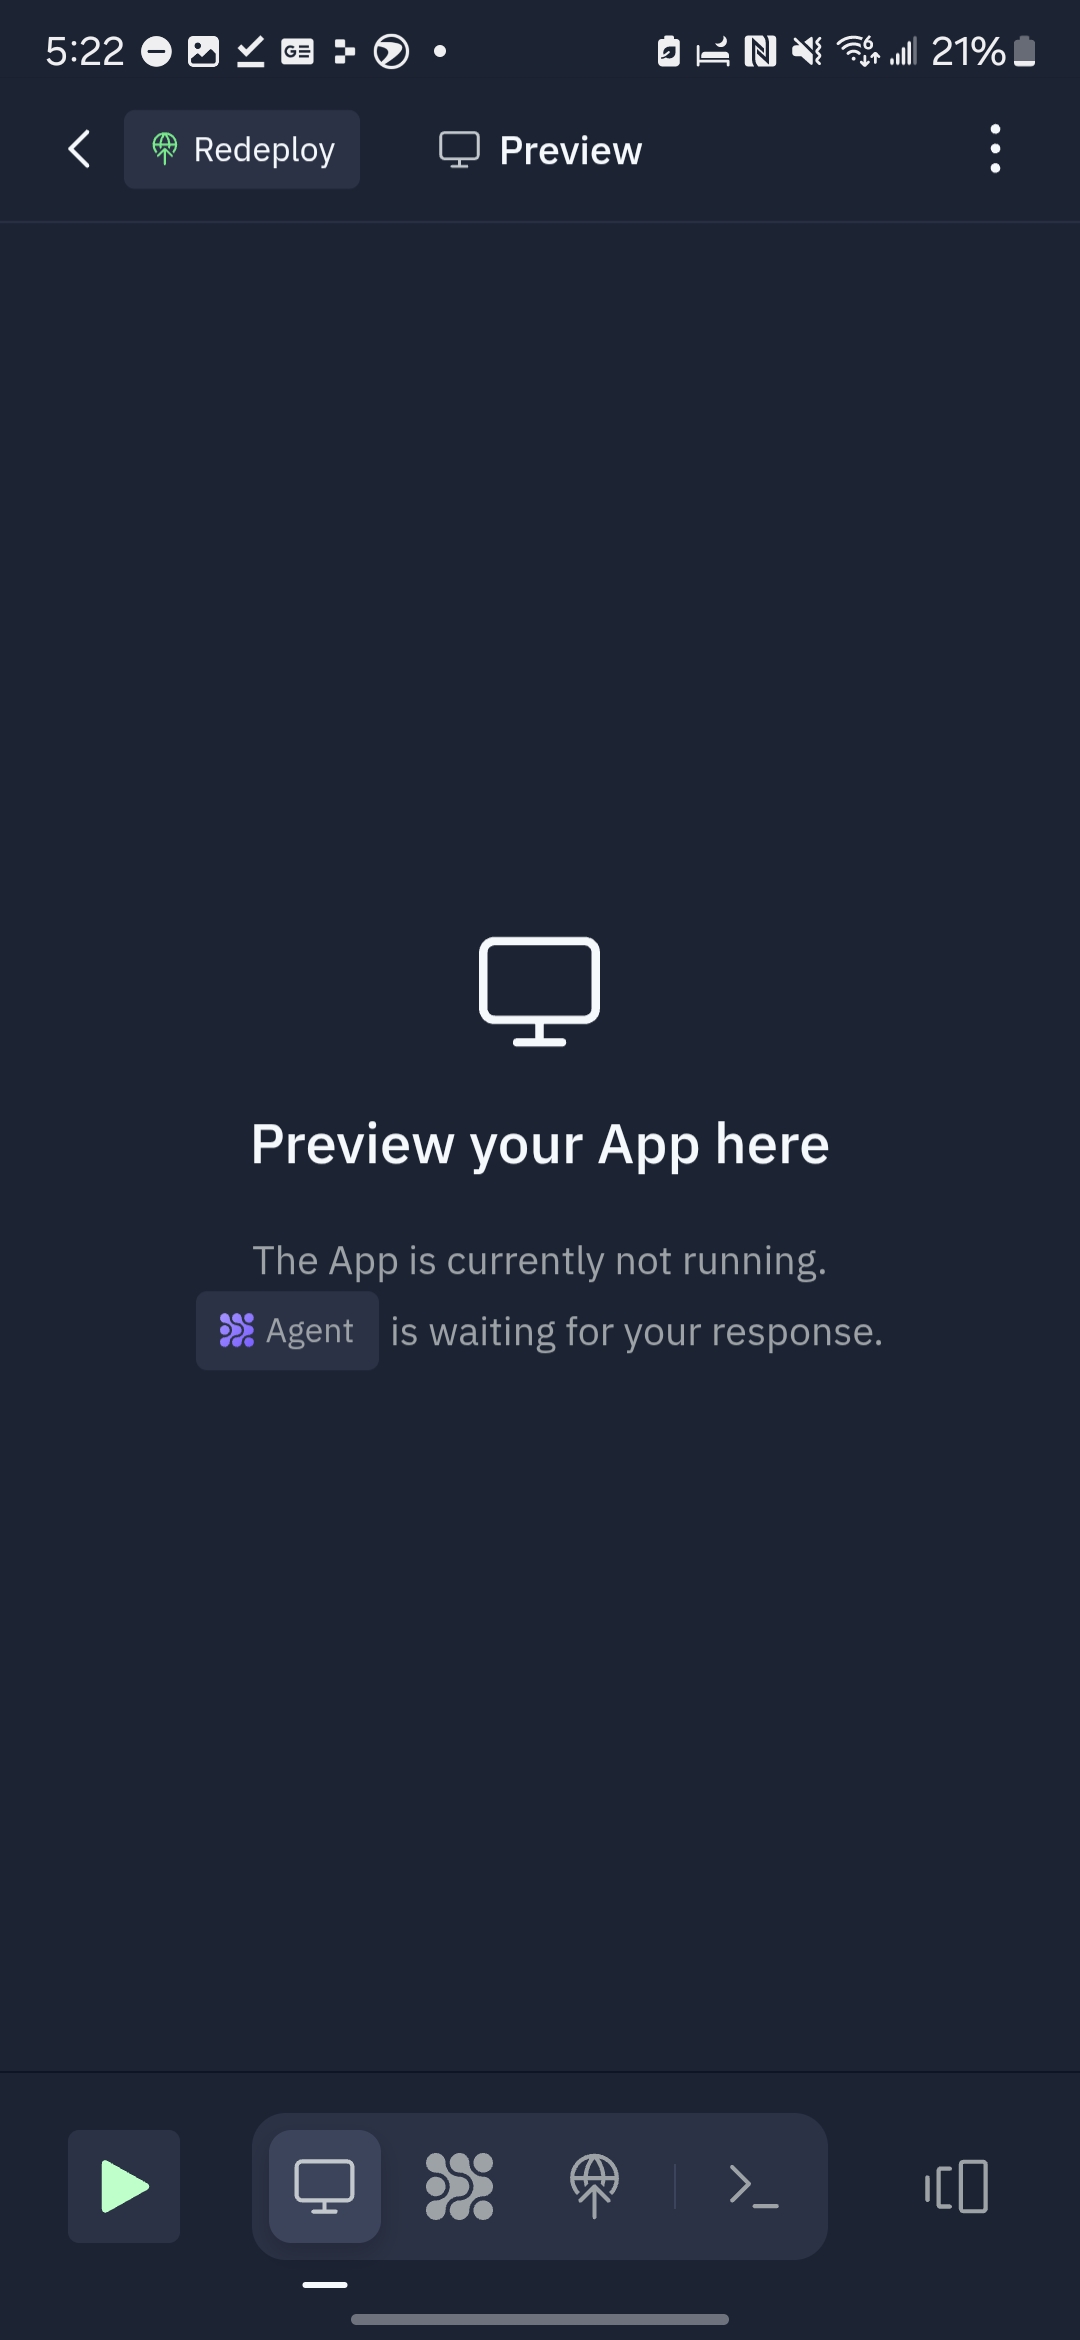 5:22
21%
Redeploy
Preview
Preview your App here
The App is currently not running.
Agent is waiting for your response.